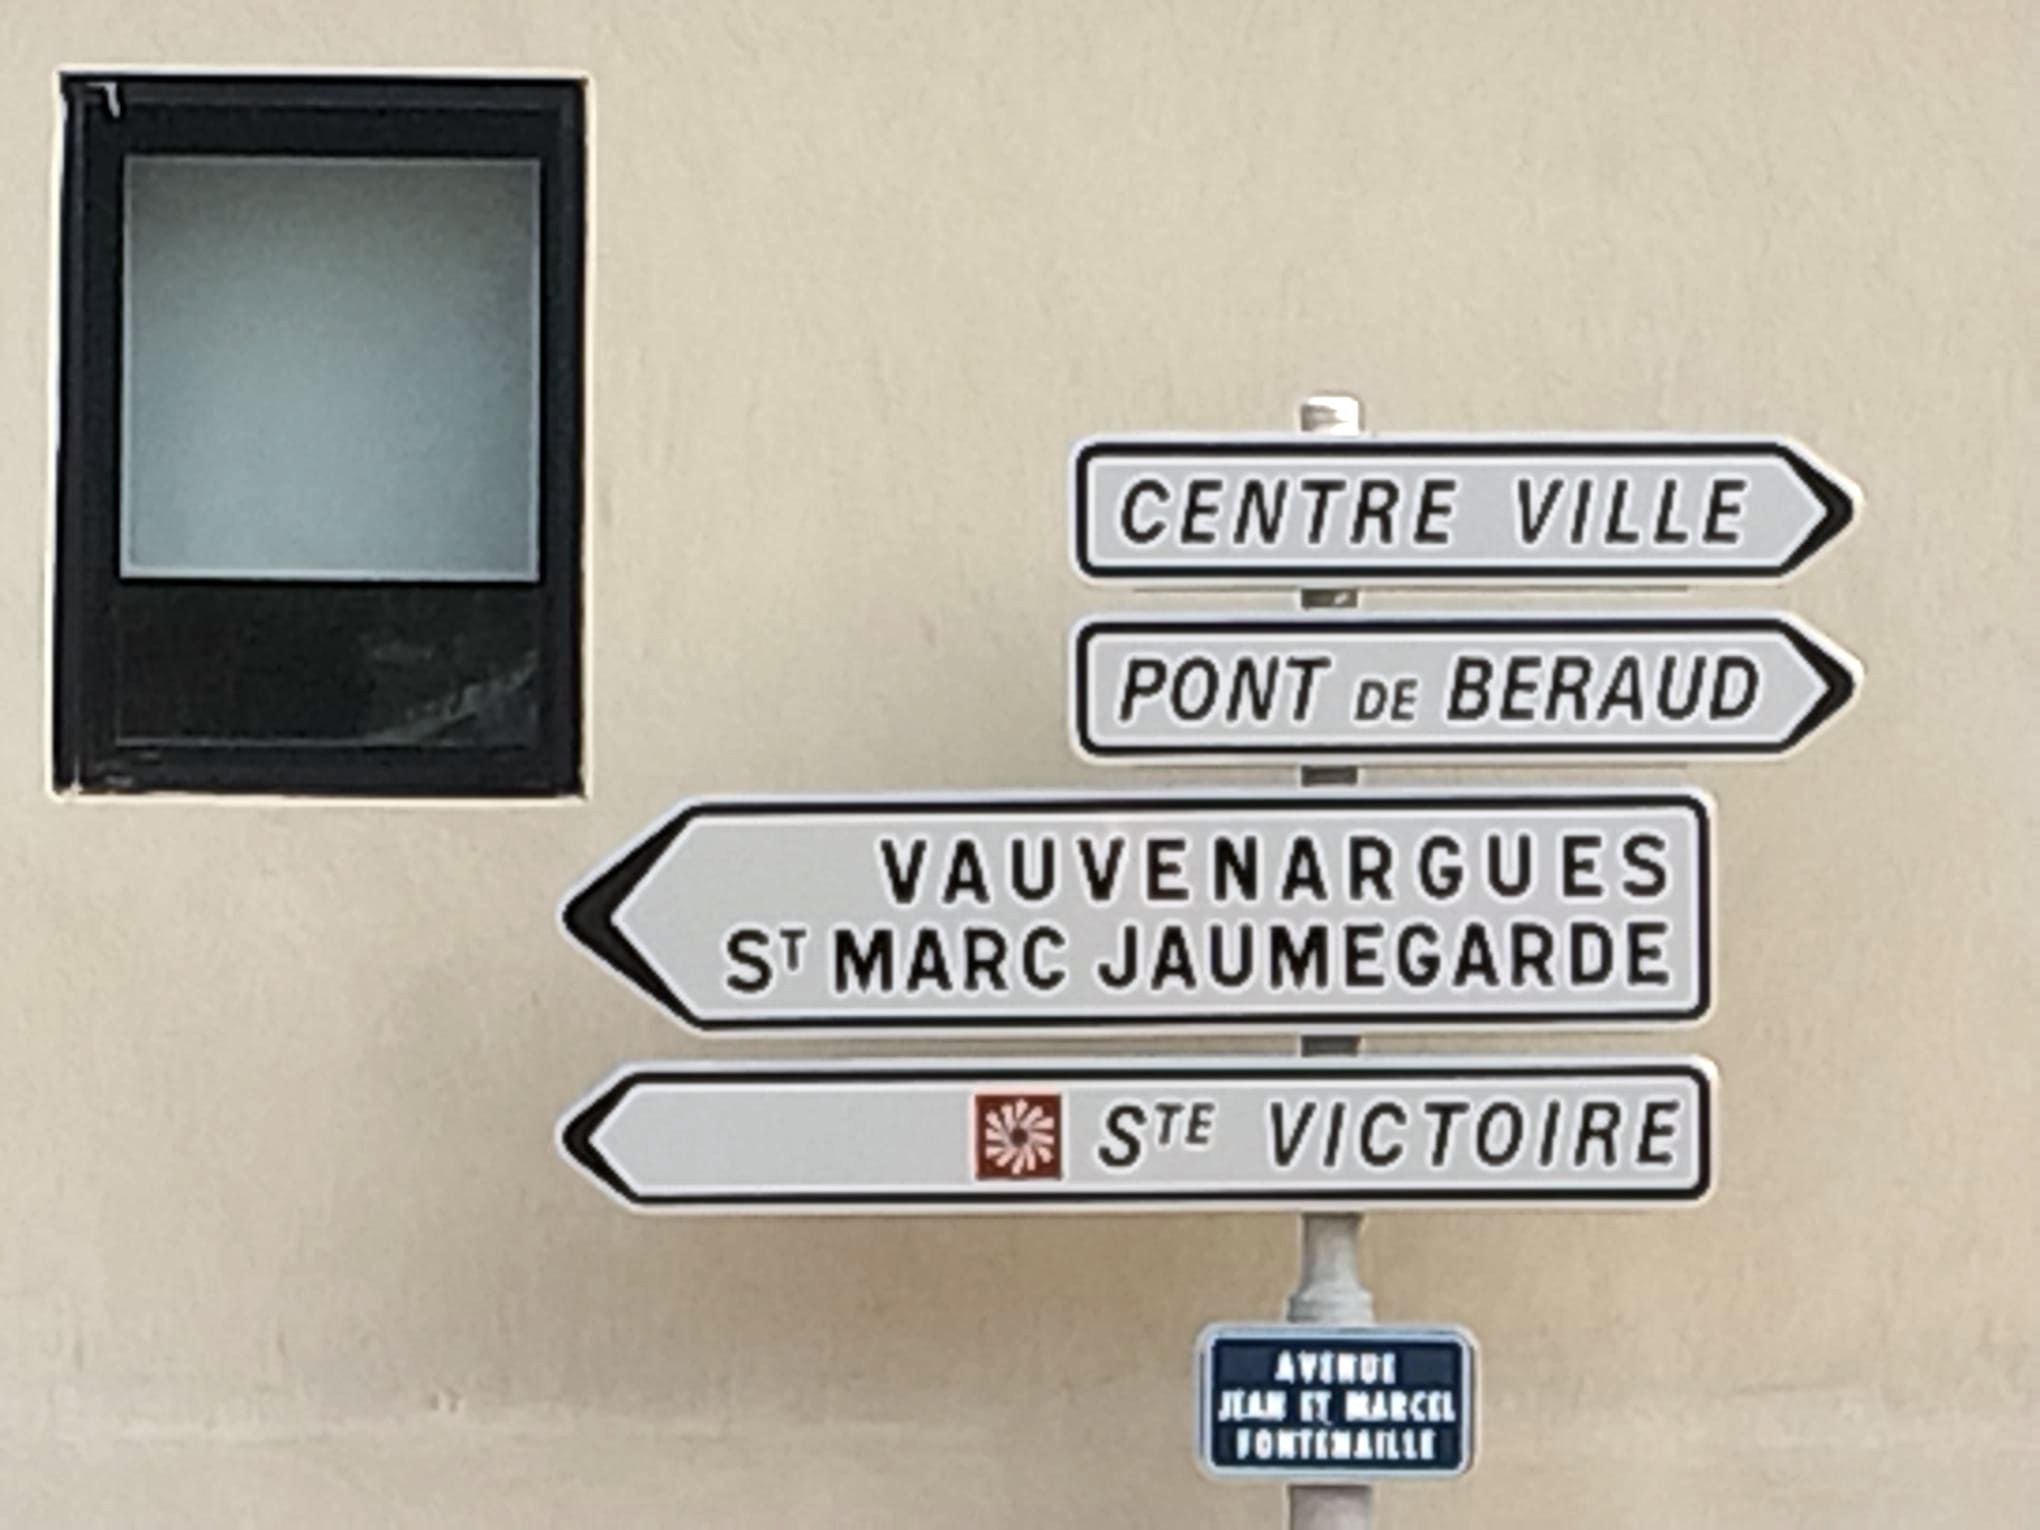 CENTRE VILLE
PONT DE BERAUD
VAUVENARGUES
ST MARC JAUMEGARDE
STE VICTOIRE
AVENUE
JEAN ET MARCEL
FONTENAILLE